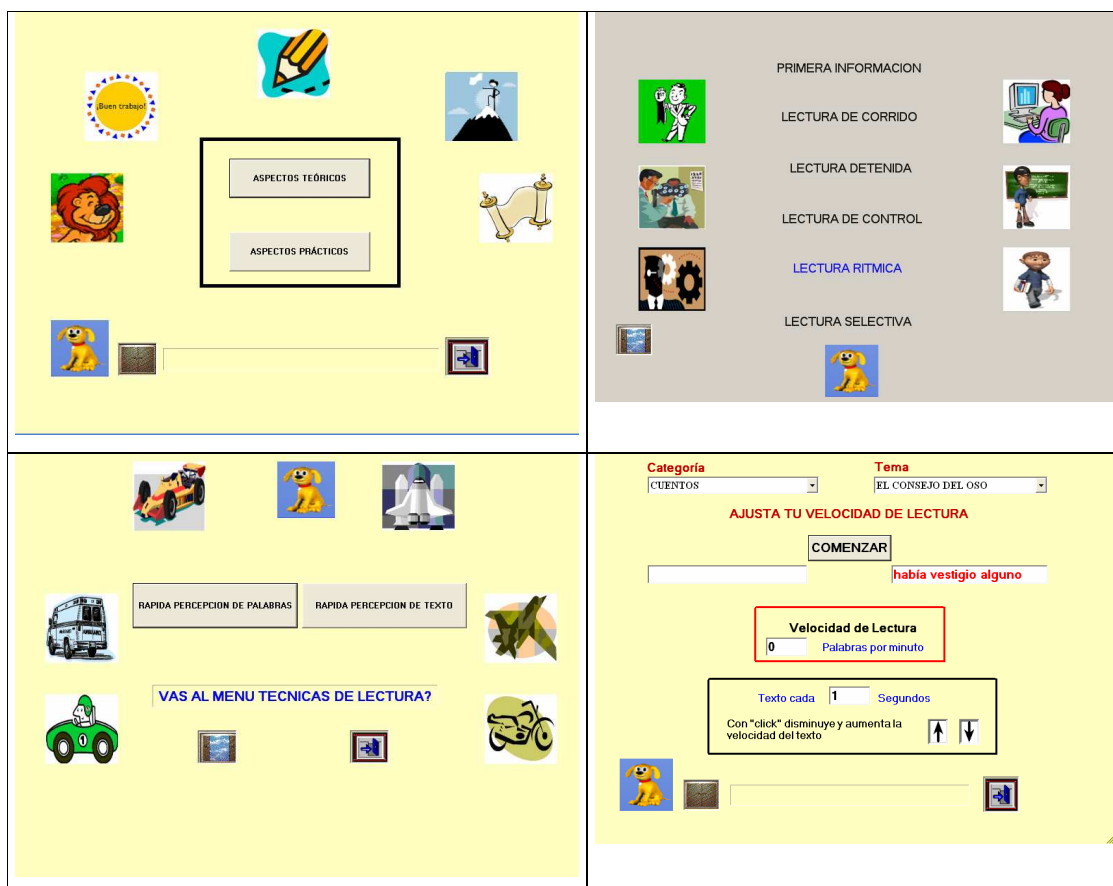 ¡Buen trabajo!
ASPECTOS TEÓRICOS
ASPECTOS PRÁCTICOS
PRIMERA INFORMACION
LECTURA DE CORRIDO
LECTURA DETENIDA
LECTURA DE CONTROL
LECTURA RITMICA
LECTURA SELECTIVA
RAPIDA PERCEPCION DE PALABRAS
RAPIDA PERCEPCION DE TEXTO
VAS AL MENU TECNICAS DE LECTURA?
1
Categoría Tema
CUENTOS EL CONSEJO DEL OSO
AJUSTA TU VELOCIDAD DE LECTURA
COMENZAR
había vestigio alguno
Velocidad de Lectura
0 Palabras por minuto
Texto cada 1 Segundos
Con "click" disminuye y aumenta la
velocidad del texto